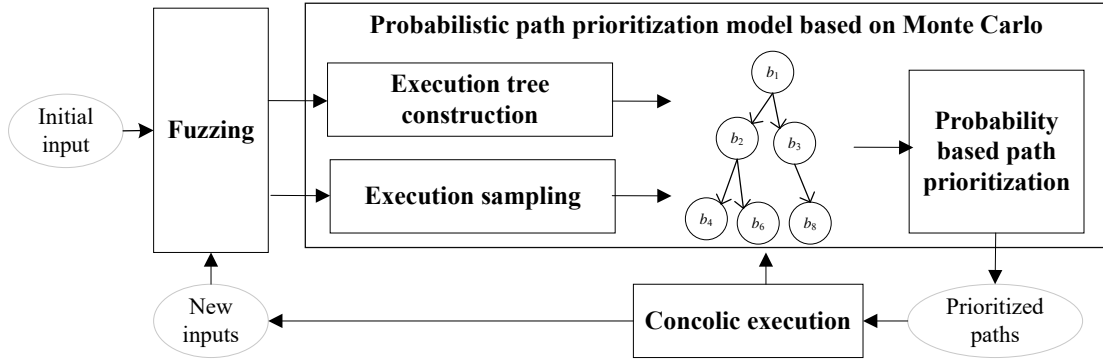 Probabilistic path prioritization model based on Monte Carlo
Initial
input
Fuzzing
Execution tree
construction
Execution sampling
b1
b2
b3
b4
b6
b8
Probability
based path
prioritization
New
inputs
Concolic execution
Prioritized
paths